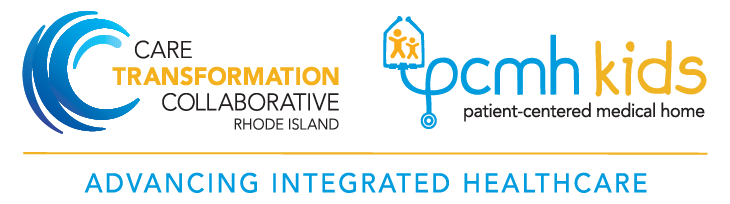 CARE
TRANSFORMATION
COLLABORATIVE
RHODE ISLAND
pcmh kids
patient-centered medical home
ADVANCING INTEGRATED HEALTHCARE